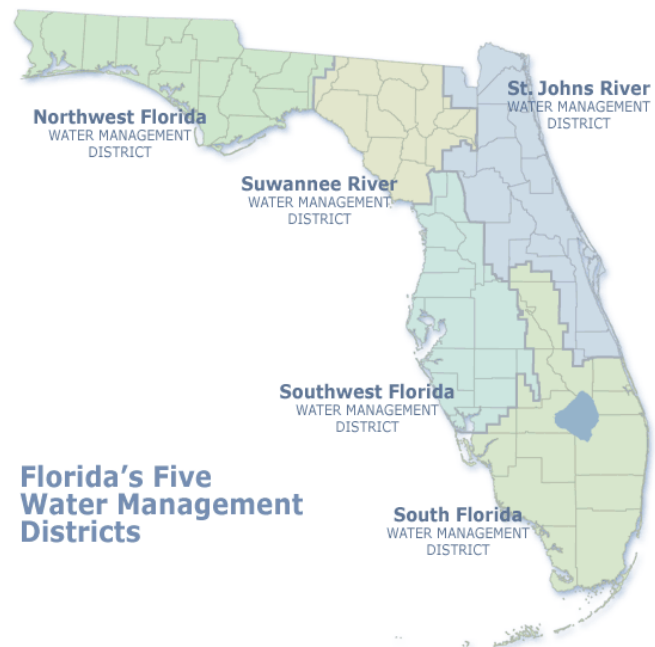 St. Johns River
WATER MANAGEMENT
DISTRICT
Northwest Florida
WATER MANAGEMENT
DISTRICT
Suwannee River
WATER MANAGEMENT
DISTRICT
Southwest Florida
WATER MANAGEMENT
DISTRICT
Florida’s Five
Water Management
Districts
South Florida
WATER MANAGEMENT
DISTRICT